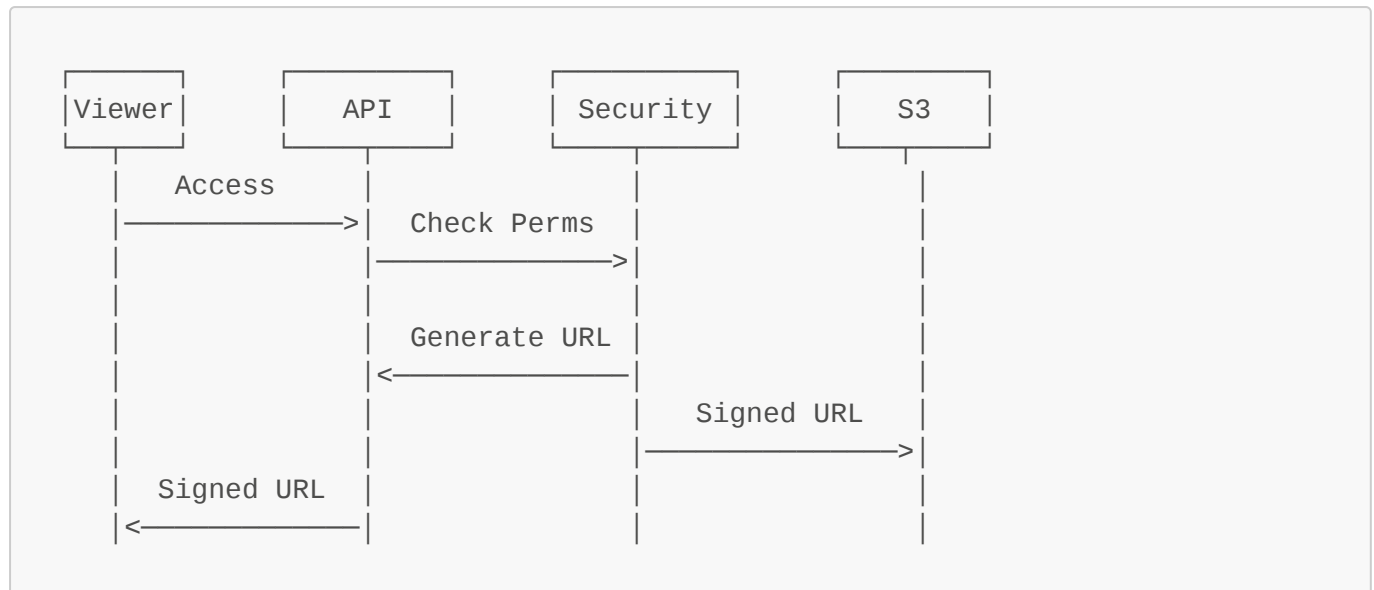 Viewer API Security S3
Access
Check Perms
Generate URL
Signed URL
Signed URL